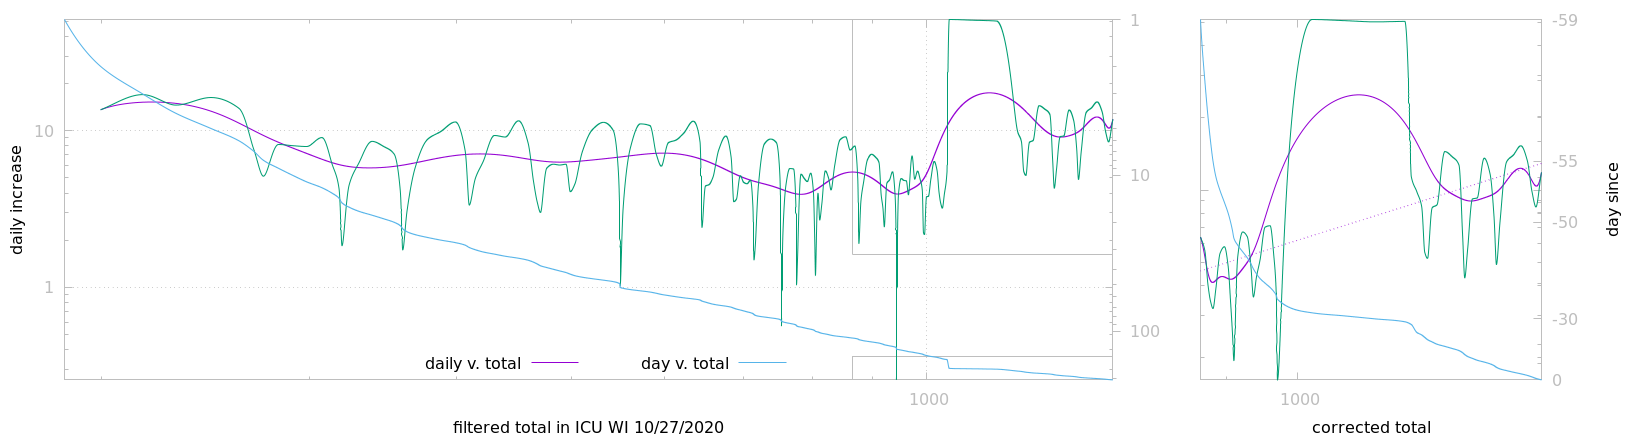 daily increase
10
1
1
10
100
1000
daily v. total
day v. total
filtered total in ICU WI 10/27/2020
-59
-55
-50
-30
0
day since
1000
corrected total